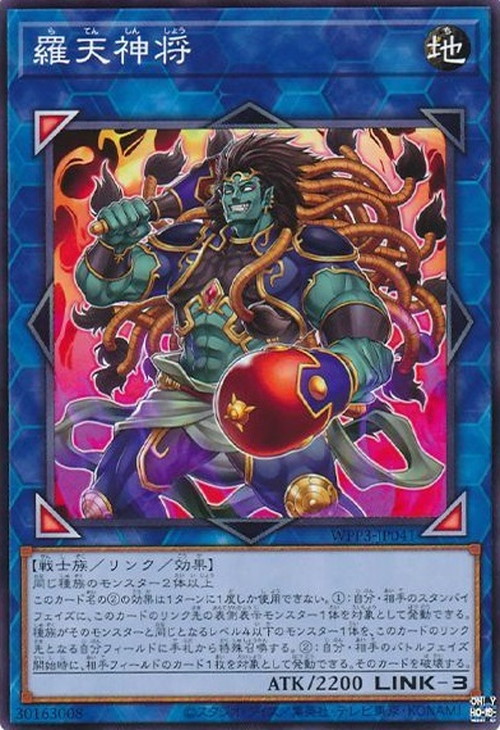 羅天神将
地
WPP3-JP041
【戦士族/リンク/効果】
同じ種族のモンスター2体以上
このカード名の②の効果は1ターンに1度しか使用できない。①:自分・相手のスタンバイ
フェイズに、このカードのリンク先の表側表示モンスター1体を対象として発動できる。
種族がそのモンスターと同じとなるレベル4以下のモンスター1体を、このカードのリンク
先となる自分フィールドに手札から特殊召喚する。②:自分・相手のバトルフェイズ
開始時に、相手フィールドのカード1枚を対象として発動できる。そのカードを破壊する。
ATK/2200 LINK-3
30163008